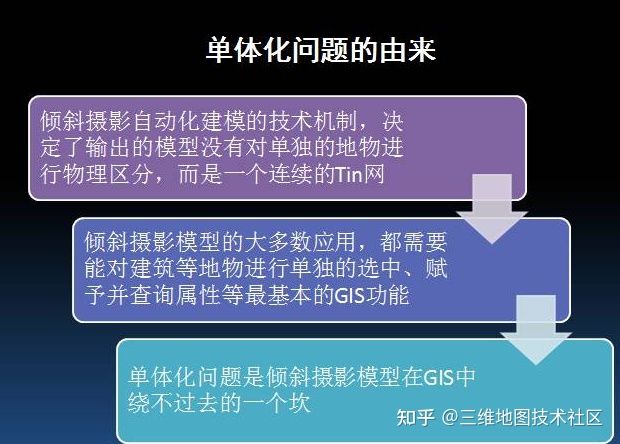 单体化问题的由来
倾斜摄影自动化建模的技术机制，决
定了输出的模型没有对单独的地物进
行物理区分，而是一个连续的Tin网
倾斜摄影模型的大多数应用，都需要
能对建筑等地物进行单独的选中、赋
予并查询属性等最基本的GIS功能
单体化问题是倾斜摄影模型在GIS中
绕不过去的一个坎
知乎 @三维地图技术社区